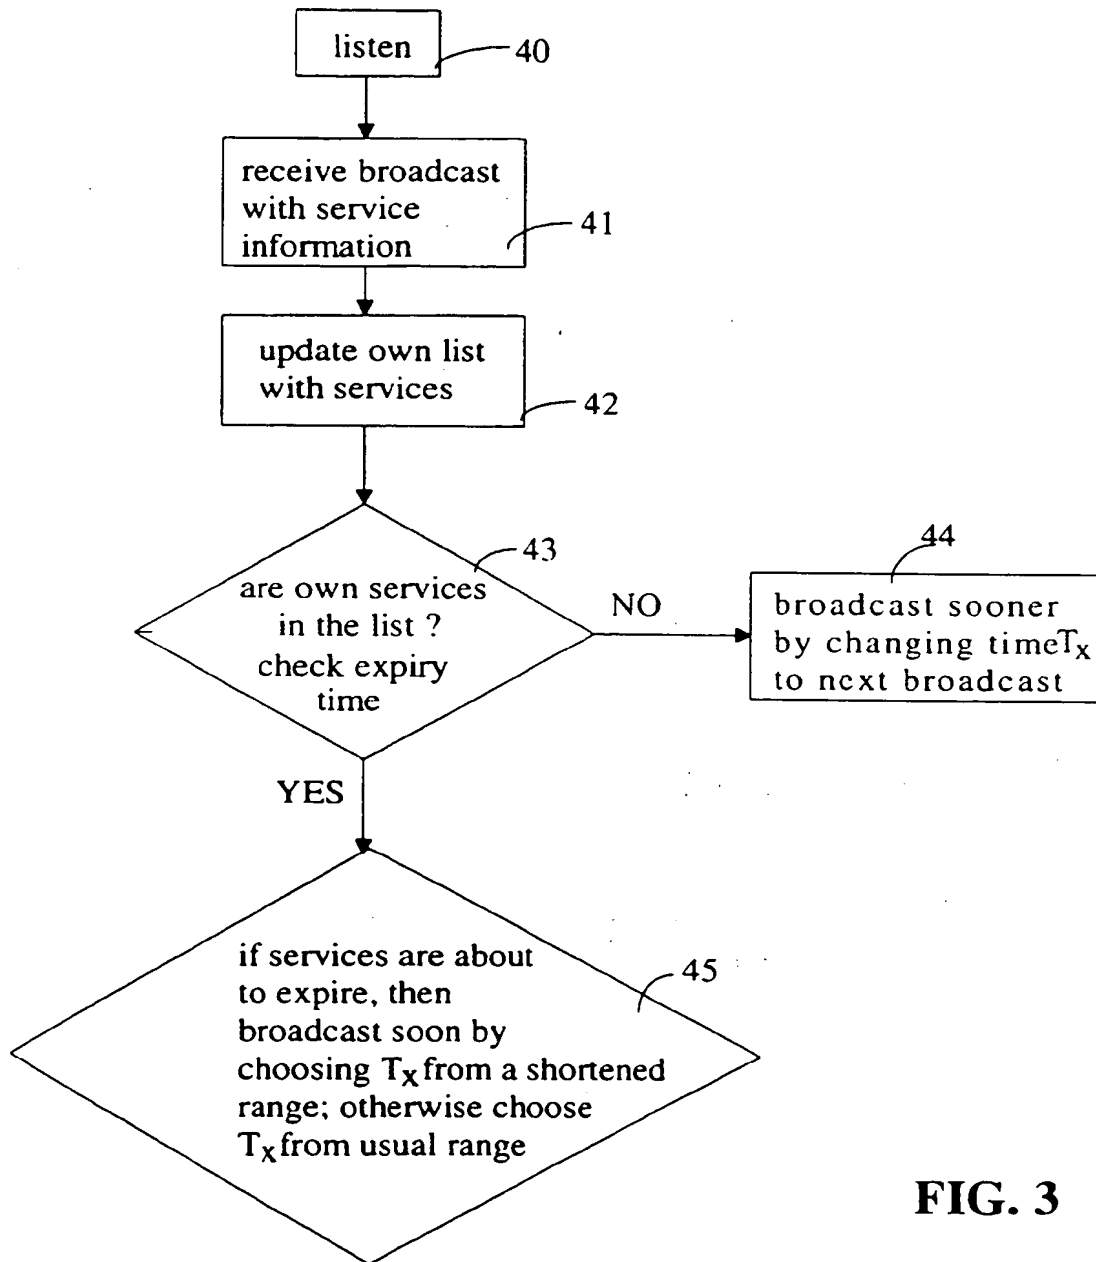 listen
40
receive broadcast
with service
information
41
update own list
with services
42
43
are own services
in the list ?
check expiry
time
NO
44
broadcast sooner
by changing timeTx
to next broadcast
YES
45
if services are about
to expire, then
broadcast soon by
choosing Tx from a shortened
range; otherwise choose
Tx from usual range
FIG. 3